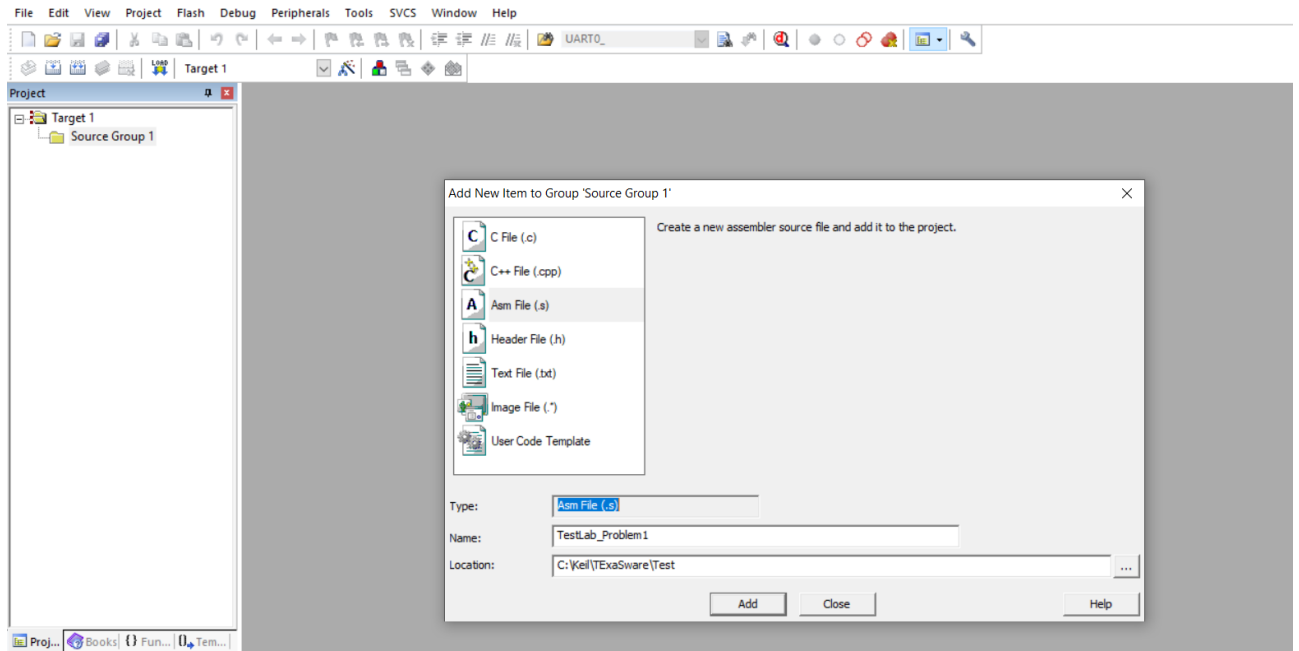 File Edit View Project Flash Debug Peripherals Tools SVCS Window Help
UART0_
LOAD Target 1
Project
Target 1
Source Group 1
Add New Item to Group 'Source Group 1'
C C File (.c)
Create a new assembler source file and add it to the project.
C++ C++ File (.cpp)
A Asm File (.s)
h Header File (.h)
Text File (.txt)
Image File (.*)
User Code Template
Type: Asm File (.s)
Name: TestLab_Problem1
Location: C:\Keil\TExaSware\Test ...
Add Close Help
Proj... Books {} Fun... 0 Tem...